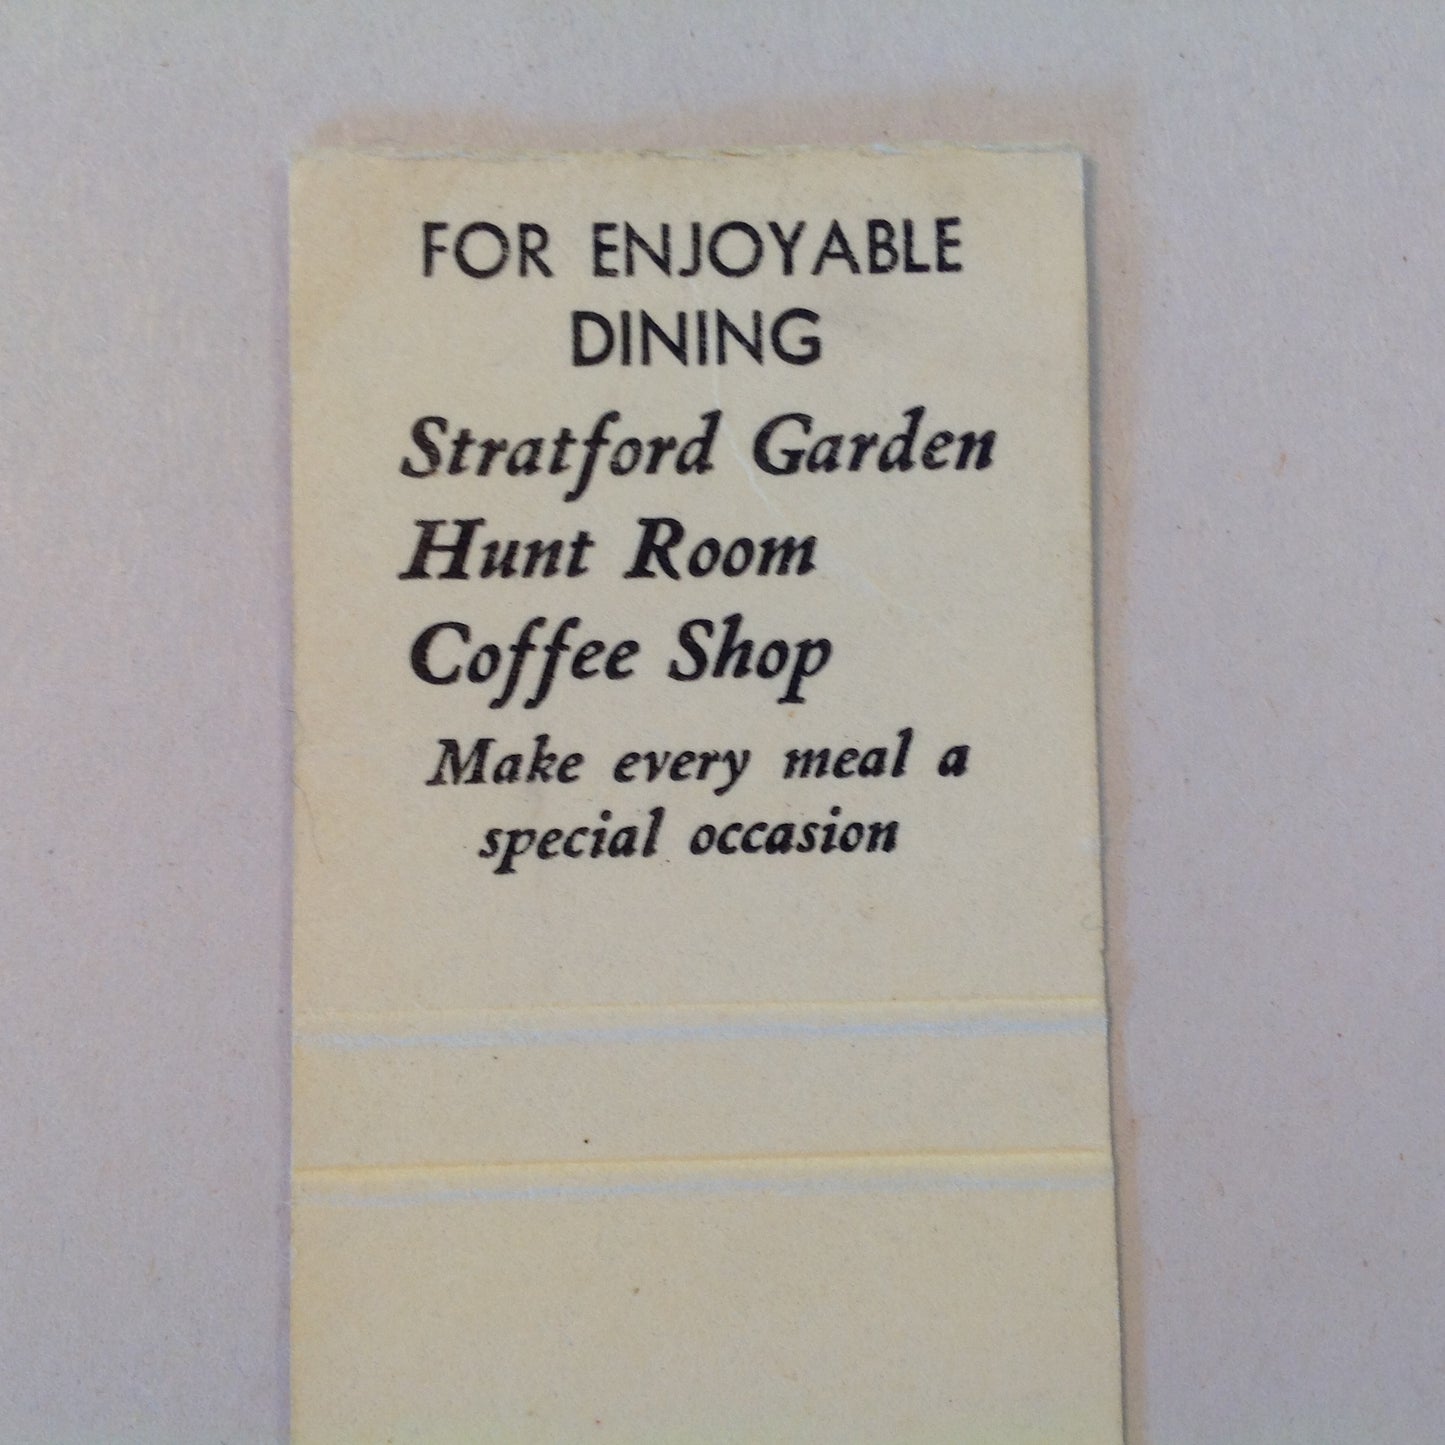 FOR ENJOYABLE
DINING
Stratford Garden
Hunt Room
Coffee Shop
Make every meal a
special occasion